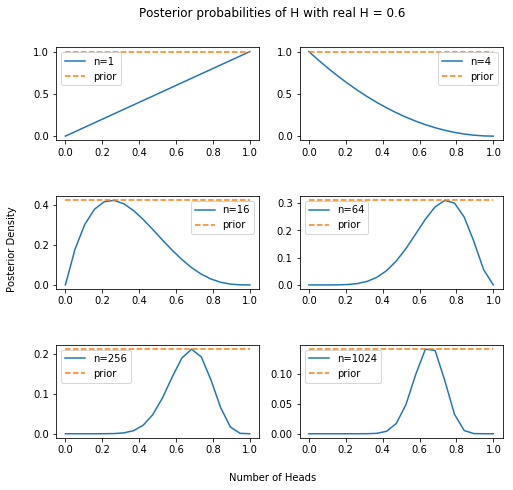 Posterior probabilities of H with real H = 0.6
1.0
0.5
0.0
n=1
prior
0.0 0.2 0.4 0.6 0.8 1.0
1.0
0.5
0.0
n=4
prior
0.0 0.2 0.4 0.6 0.8 1.0
Posterior Density
0.4
0.2
0.0
n=16
prior
0.0 0.2 0.4 0.6 0.8 1.0
0.3
0.2
0.1
0.0
n=64
prior
0.0 0.2 0.4 0.6 0.8 1.0
0.2
0.1
0.0
n=256
prior
0.0 0.2 0.4 0.6 0.8 1.0
0.10
0.05
0.00
n=1024
prior
0.0 0.2 0.4 0.6 0.8 1.0
Number of Heads